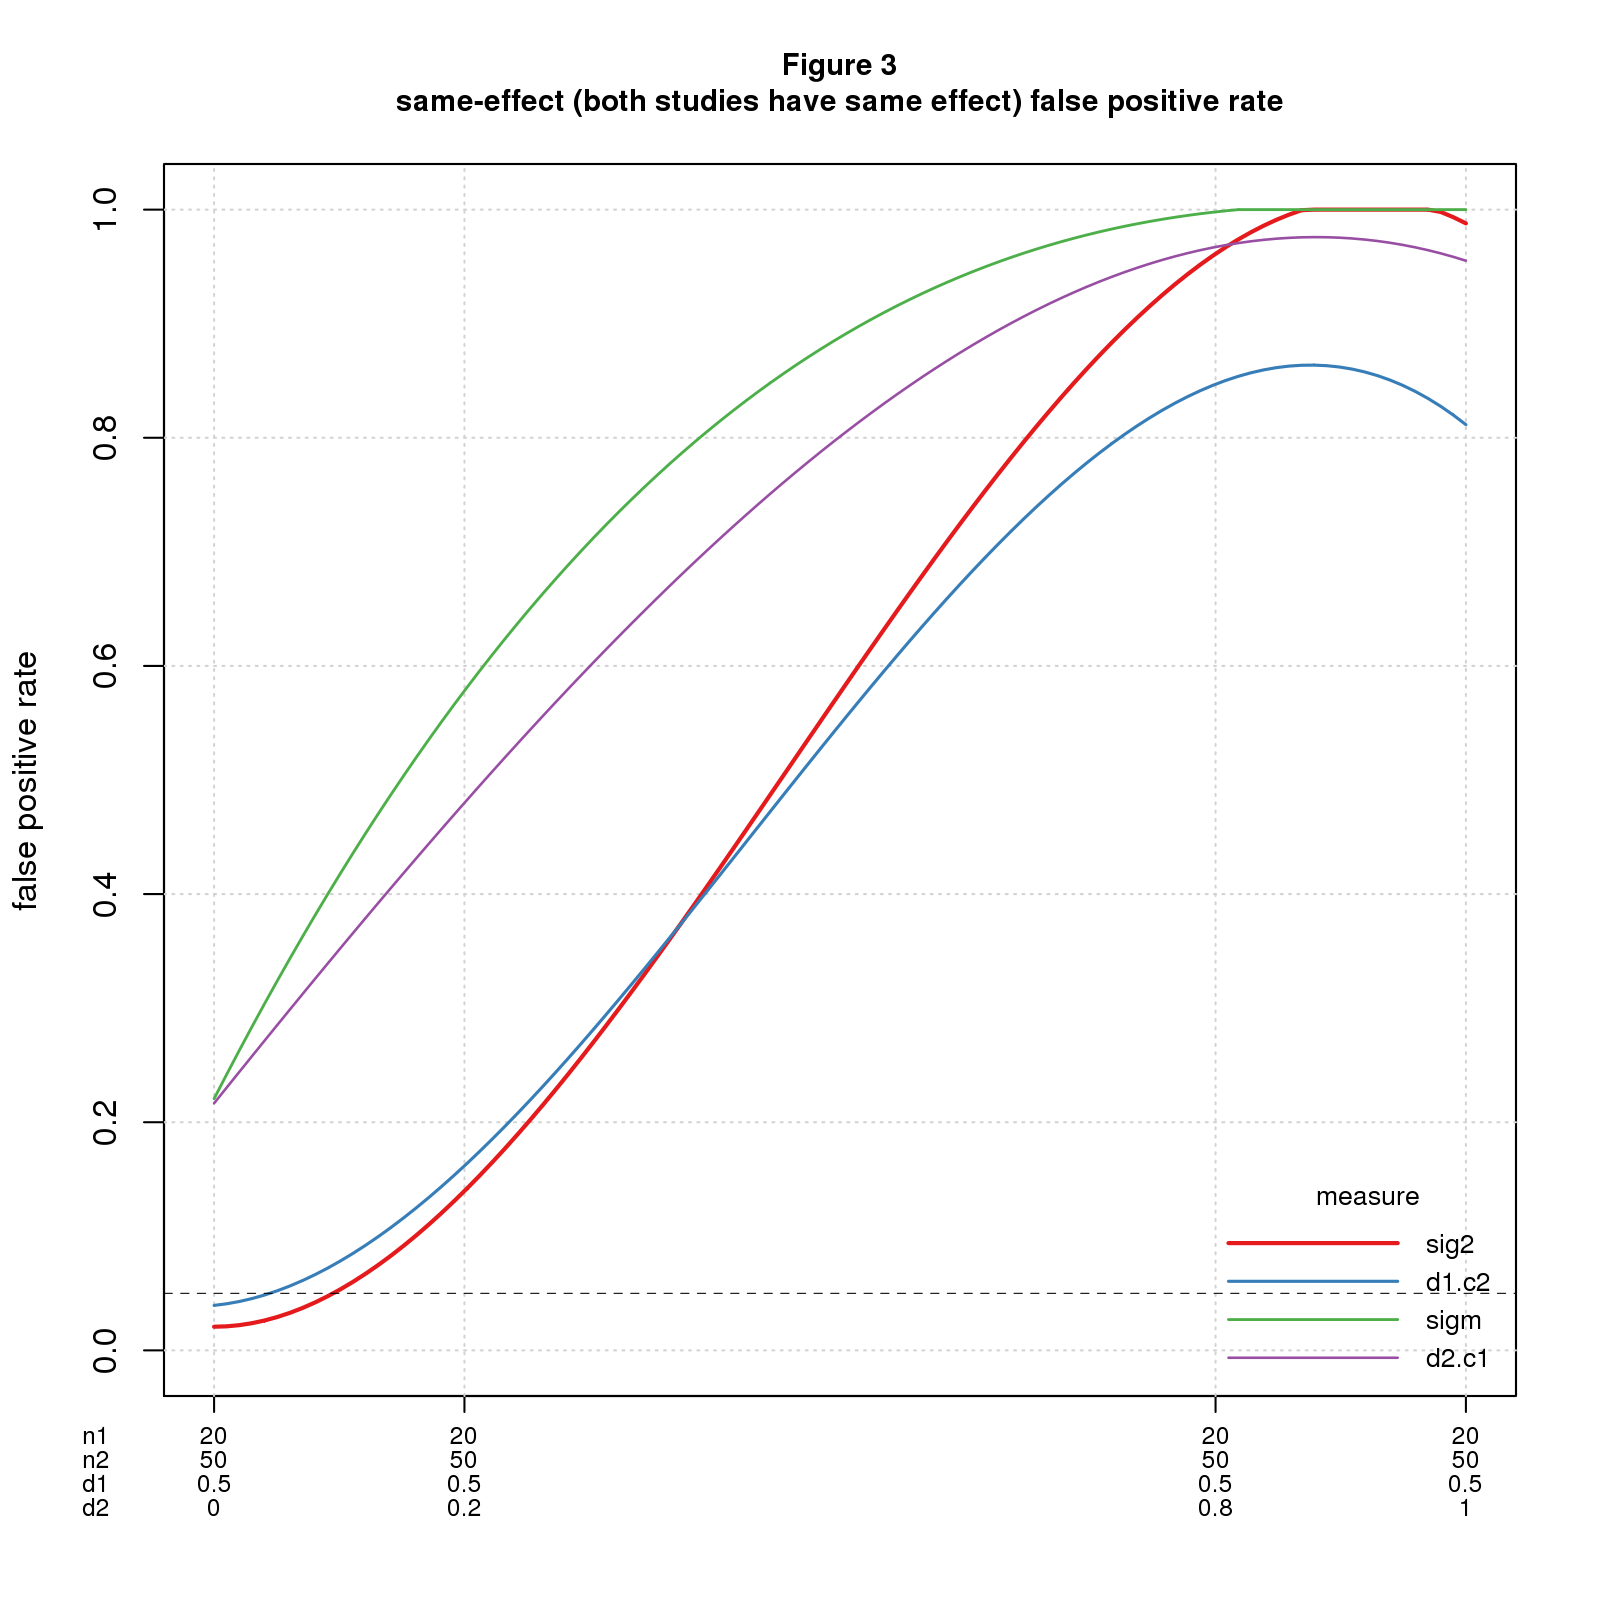 Figure 3
same-effect (both studies have same effect) false positive rate
false positive rate
1.0
0.8
0.6
0.4
0.2
0.0
measure
sig2
d1.c2
sigm
d2.c1
n1 20 20 20 20
n2 50 50 50 50
d1 0.5 0.5 0.5 0.5
d2 0 0.2 0.8 1